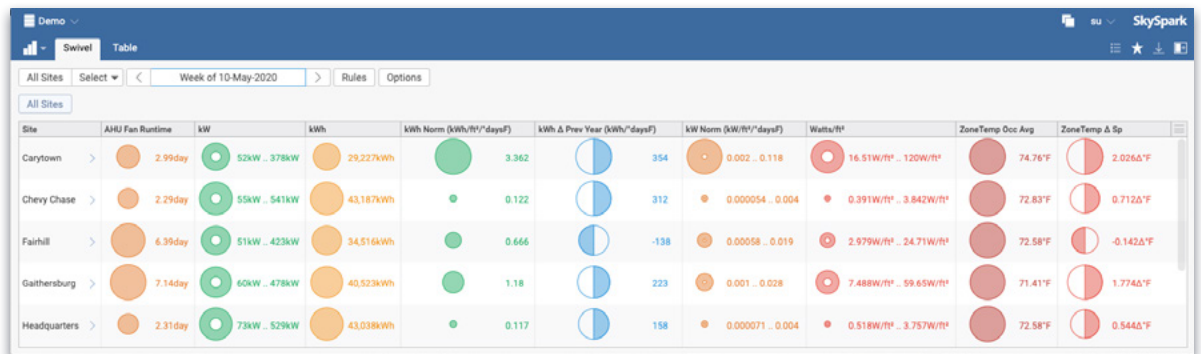 Demo su SkySpark
Swivel Table
All Sites Select < Week of 10-May-2020 > Rules Options
All Sites
Site AHU Fan Runtime kW kWh kWh Norm (kWh/ft²/°daysF) kWh Δ Prev Year (kWh/°daysF) kW Norm (kW/ft²/°daysF) Watts/ft² ZoneTemp Occ Avg ZoneTemp Δ Sp
Carytown > 2.99day 52kW .. 378kW 29,227kWh 3.362 354 0.002 .. 0.118 16.51W/ft² .. 120W/ft² 74.76°F 2.026Δ°F
Chevy Chase > 2.29day 55kW .. 541kW 43,187kWh 0.122 312 0.000054 .. 0.004 0.391W/ft² .. 3.842W/ft² 72.83°F 0.712Δ°F
Fairhill > 6.39day 51kW .. 423kW 34,516kWh 0.666 -138 0.00058 .. 0.019 2.979W/ft² .. 24.71W/ft² 72.58°F -0.142Δ°F
Gaithersburg > 7.14day 60kW .. 478kW 40,523kWh 1.18 223 0.001 .. 0.028 7.488W/ft² .. 59.65W/ft² 71.41°F 1.774Δ°F
Headquarters > 2.31day 73kW .. 529kW 43,038kWh 0.117 158 0.000071 .. 0.004 0.518W/ft² .. 3.757W/ft² 72.58°F 0.544Δ°F